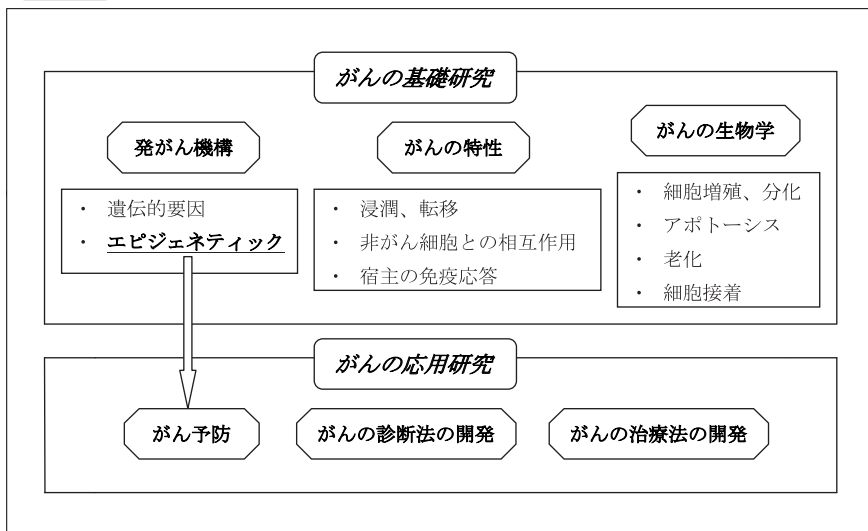 がんの基礎研究
発がん機構
・ 遺伝的要因
・ エピジェネティック
がんの特性
・ 浸潤、転移
・ 非がん細胞との相互作用
・ 宿主の免疫応答
がんの生物学
・ 細胞増殖、分化
・ アポトーシス
・ 老化
・ 細胞接着
がんの応用研究
がん予防
がんの診断法の開発
がんの治療法の開発